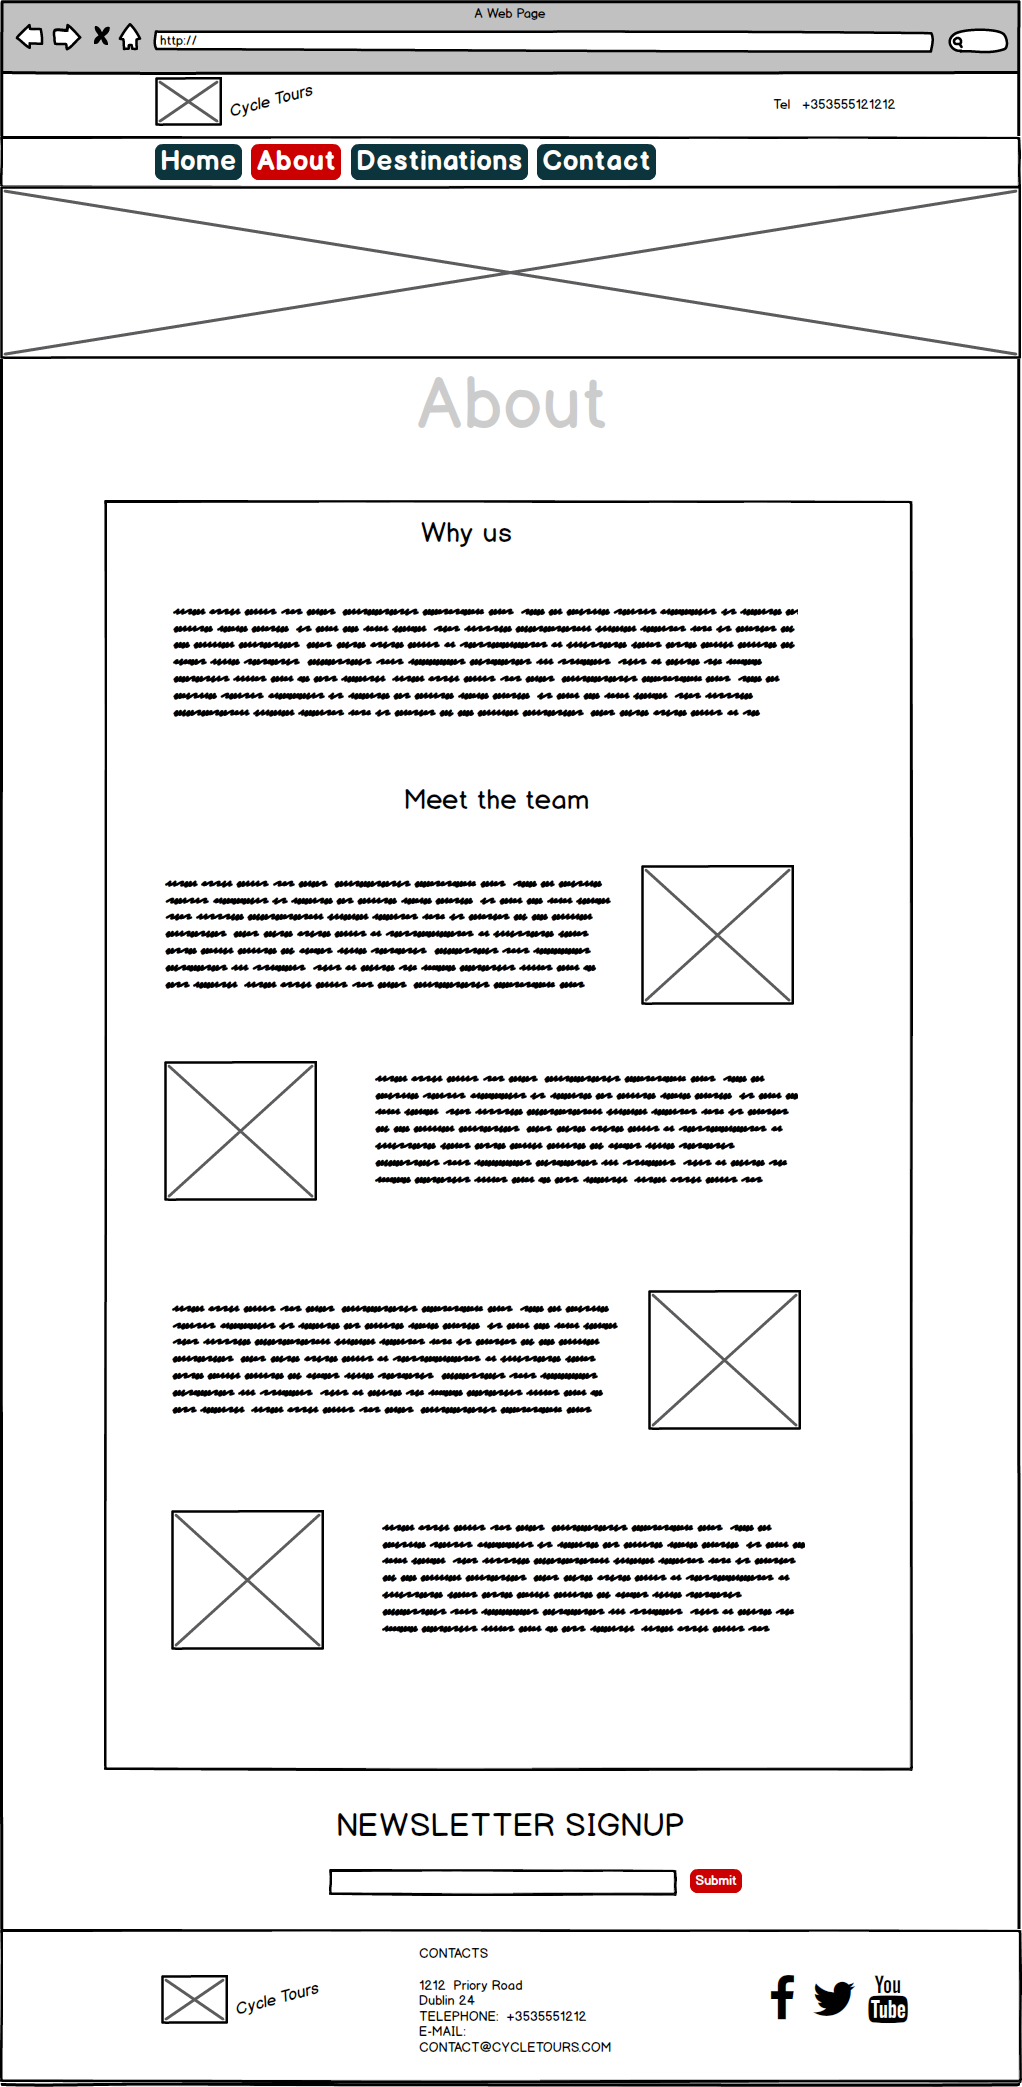 A Web Page
http://
Cycle Tours
Tel +353555121212
Home About Destinations Contact
About
Why us
Meet the team
NEWSLETTER SIGNUP
Submit
CONTACTS
1212 Priory Road
Dublin 24
TELEPHONE: +3535551212
E-MAIL:
CONTACT@CYCLETOURS.COM
Cycle Tours
You
Tube